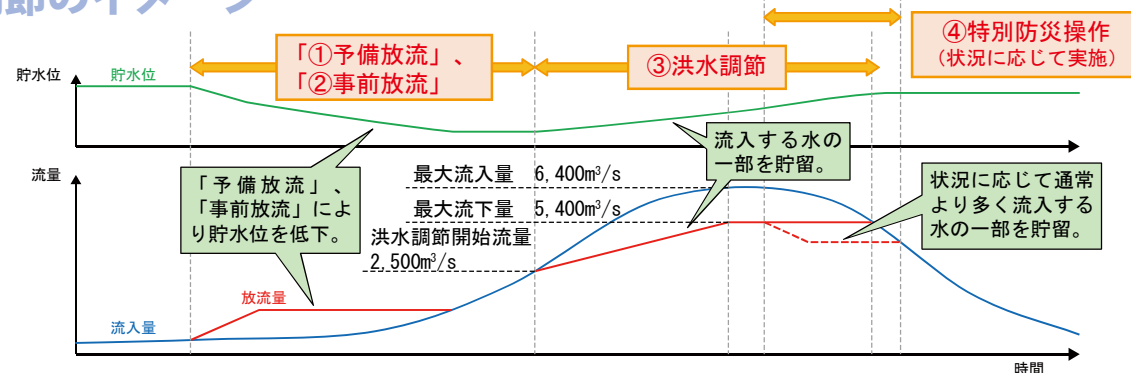 節のイメージ
「①予備放流」、
「②事前放流」
③洪水調節
④特別防災操作
(状況に応じて実施)
貯水位
貯水位
流入する水の
一部を貯留。
流量
「予備放流」、
「事前放流」によ
り貯水位を低下。
最大流入量 6,400m³/s
最大流下量 5,400m³/s
洪水調節開始流量
2,500m³/s
状況に応じて通常
より多く流入する
水の一部を貯留。
放流量
流入量
時間